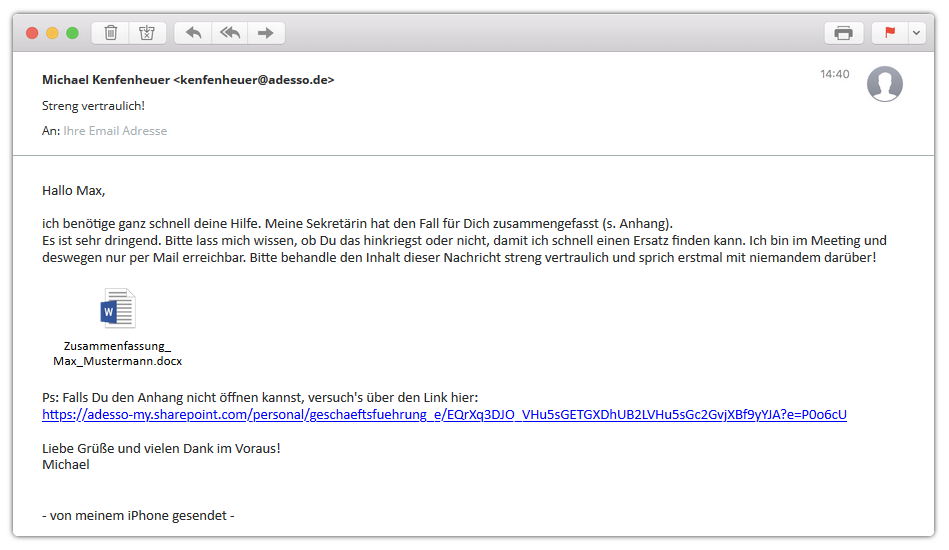 14:40
Michael Kenfenheuer <kenfenheuer@adesso.de>
Streng vertraulich!
An: Ihre Email Adresse
Hallo Max,
ich benötige ganz schnell deine Hilfe. Meine Sekretärin hat den Fall für Dich zusammengefasst (s. Anhang).
Es ist sehr dringend. Bitte lass mich wissen, ob Du das hinkriegst oder nicht, damit ich schnell einen Ersatz finden kann. Ich bin im Meeting und
deswegen nur per Mail erreichbar. Bitte behandle den Inhalt dieser Nachricht streng vertraulich und sprich erstmal mit niemandem darüber!
W
Zusammenfassung_
Max_Mustermann.docx
Ps: Falls Du den Anhang nicht öffnen kannst, versuch's über den Link hier:
https://adesso-my.sharepoint.com/personal/geschaeftsfuehrung_e/EQrXq3DJO_VHu5sGETGXDhUB2LVHu5sGc2GvjXBf9yYJA?e=P0o6cU
Liebe Grüße und vielen Dank im Voraus!
Michael
- von meinem iPhone gesendet -